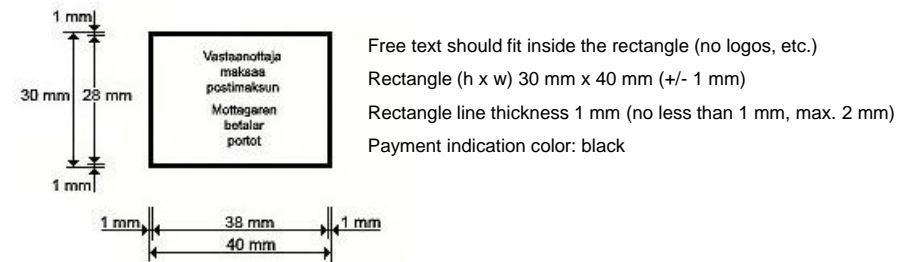 1 mm
30 mm 28 mm
1 mm
Vastaanottaja
maksaa
postimaksun
Mottagaren
betalar
portot
1 mm 38 mm 1 mm
40 mm
Free text should fit inside the rectangle (no logos, etc.)
Rectangle (h x w) 30 mm x 40 mm (+/- 1 mm)
Rectangle line thickness 1 mm (no less than 1 mm, max. 2 mm)
Payment indication color: black